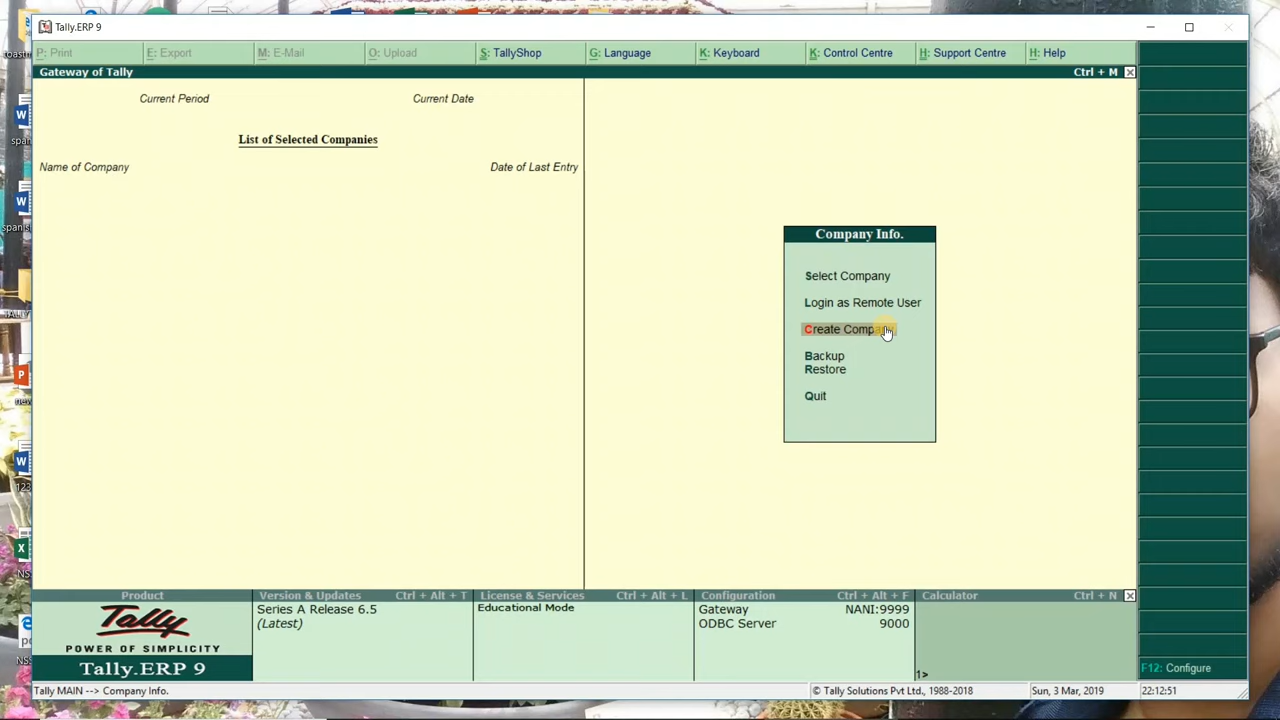 Tally.ERP 9
P: Print E: Export M: E-Mail O: Upload S: TallyShop G: Language K: Keyboard K: Control Centre H: Support Centre H: Help
Gateway of Tally Ctrl + M
Current Period Current Date
List of Selected Companies
Name of Company Date of Last Entry
Company Info.
Select Company
Login as Remote User
Create Company
Backup
Restore
Quit
Product Version & Updates Ctrl + Alt + T License & Services Ctrl + Alt + L Configuration Ctrl + Alt + F Calculator Ctrl + N
Tally
POWER OF SIMPLICITY
Tally.ERP 9
Series A Release 6.5
(Latest)
Educational Mode
Gateway NANI:9999
ODBC Server 9000
1>
F12: Configure
Tally MAIN --> Company Info. © Tally Solutions Pvt Ltd., 1988-2018 Sun, 3 Mar, 2019 22:12:51